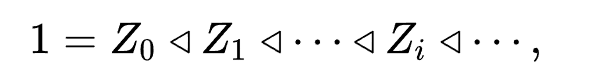 1 = Z₀ ◁ Z₁ ◁ ⋯ ◁ Zᵢ ◁ ⋯,